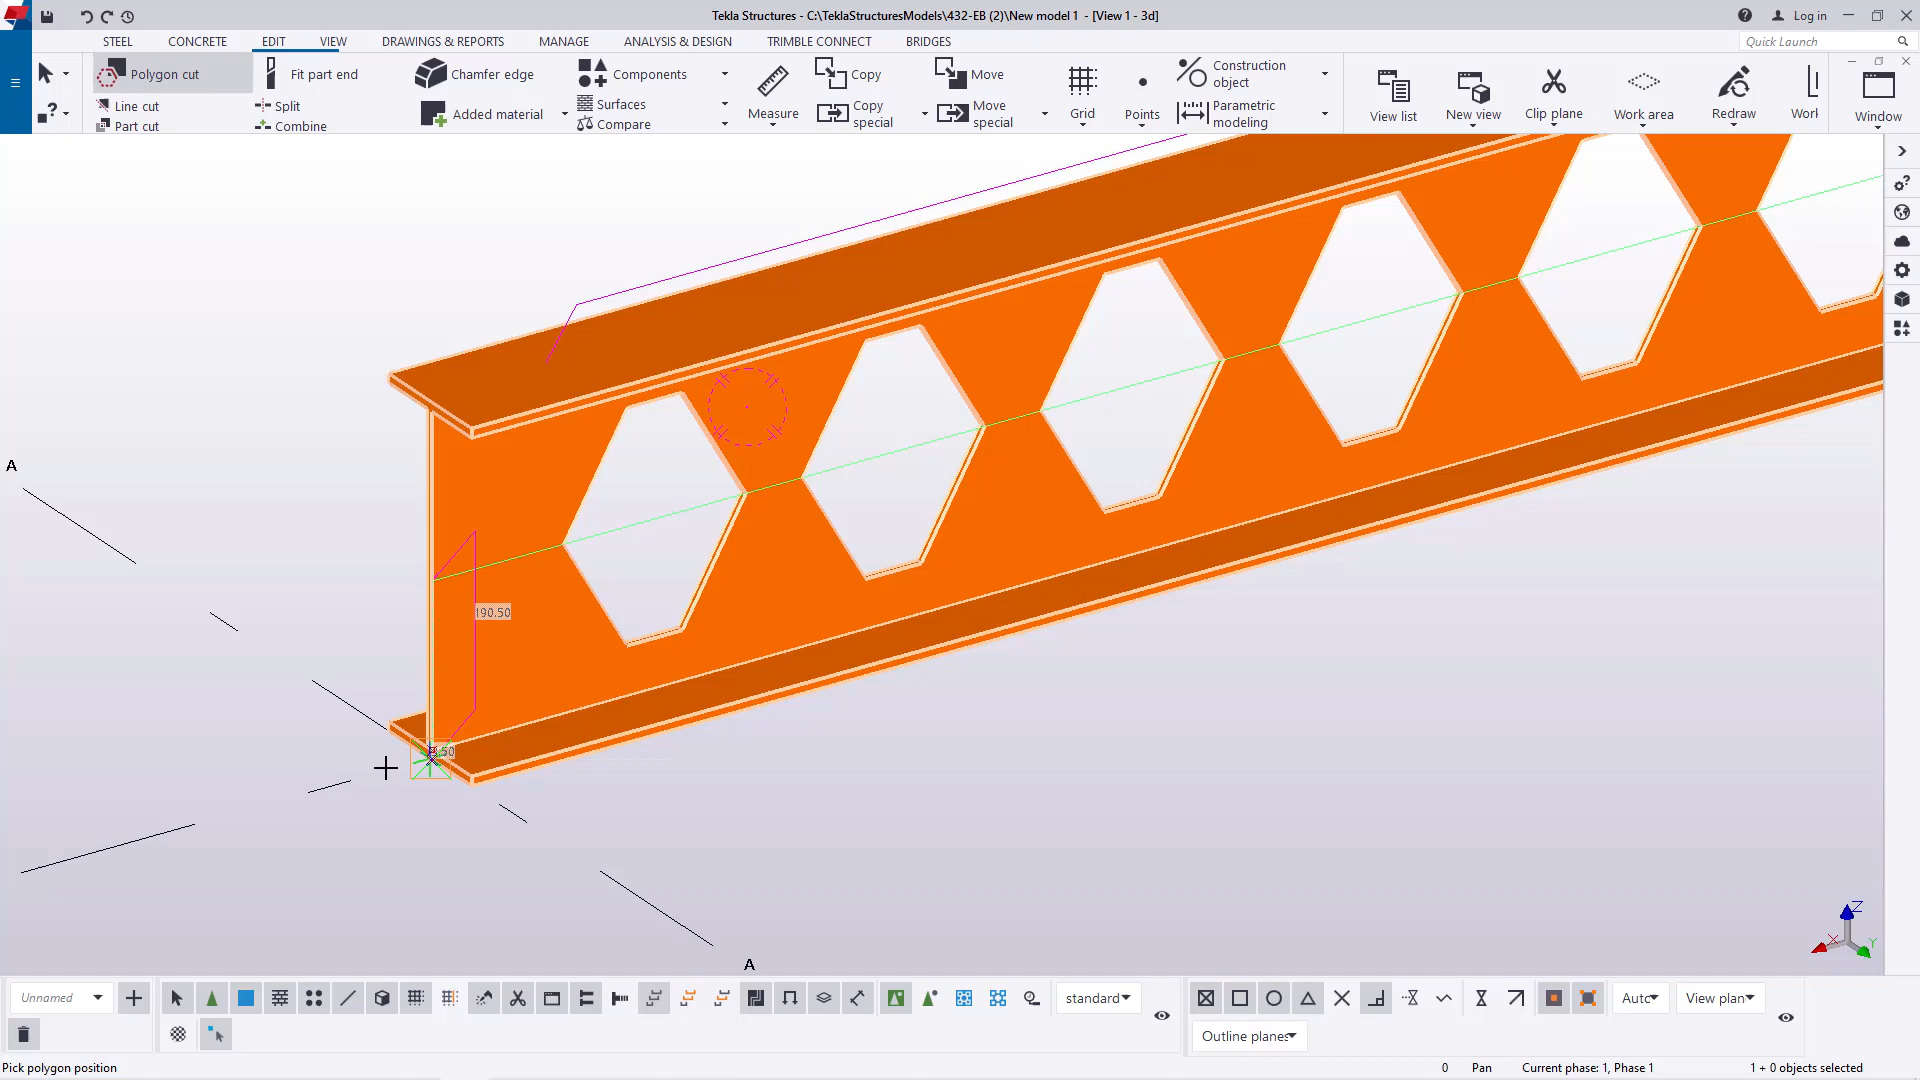 Tekla Structures - C:\TeklaStructuresModels\432-EB (2)\New model 1 - [View 1 - 3d]
Log in
STEEL CONCRETE EDIT VIEW DRAWINGS & REPORTS MANAGE ANALYSIS & DESIGN TRIMBLE CONNECT BRIDGES
Quick Launch
Polygon cut
Line cut
Part cut
Fit part end
Split
Combine
Chamfer edge
Added material
Components
Surfaces
Compare
Measure
Copy
Copy special
Move
Move special
Grid
Points
Construction object
Parametric modeling
View list
New view
Clip plane
Work area
Redraw
Work
Window
A
190.50
A
Z
X
Y
Unnamed
standard
Auto
View plan
Outline planes
Pick polygon position
0
Pan
Current phase: 1, Phase 1
1 + 0 objects selected